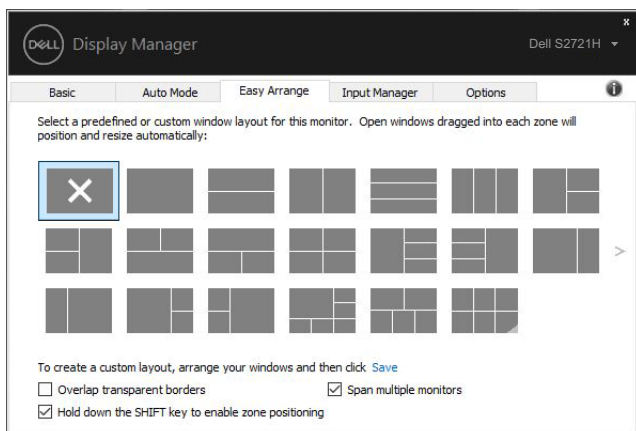 x
DELL Display Manager Dell S2721H
Basic Auto Mode Easy Arrange Input Manager Options i
Select a predefined or custom window layout for this monitor. Open windows dragged into each zone will
position and resize automatically:
>
To create a custom layout, arrange your windows and then click Save
Overlap transparent borders Span multiple monitors
Hold down the SHIFT key to enable zone positioning